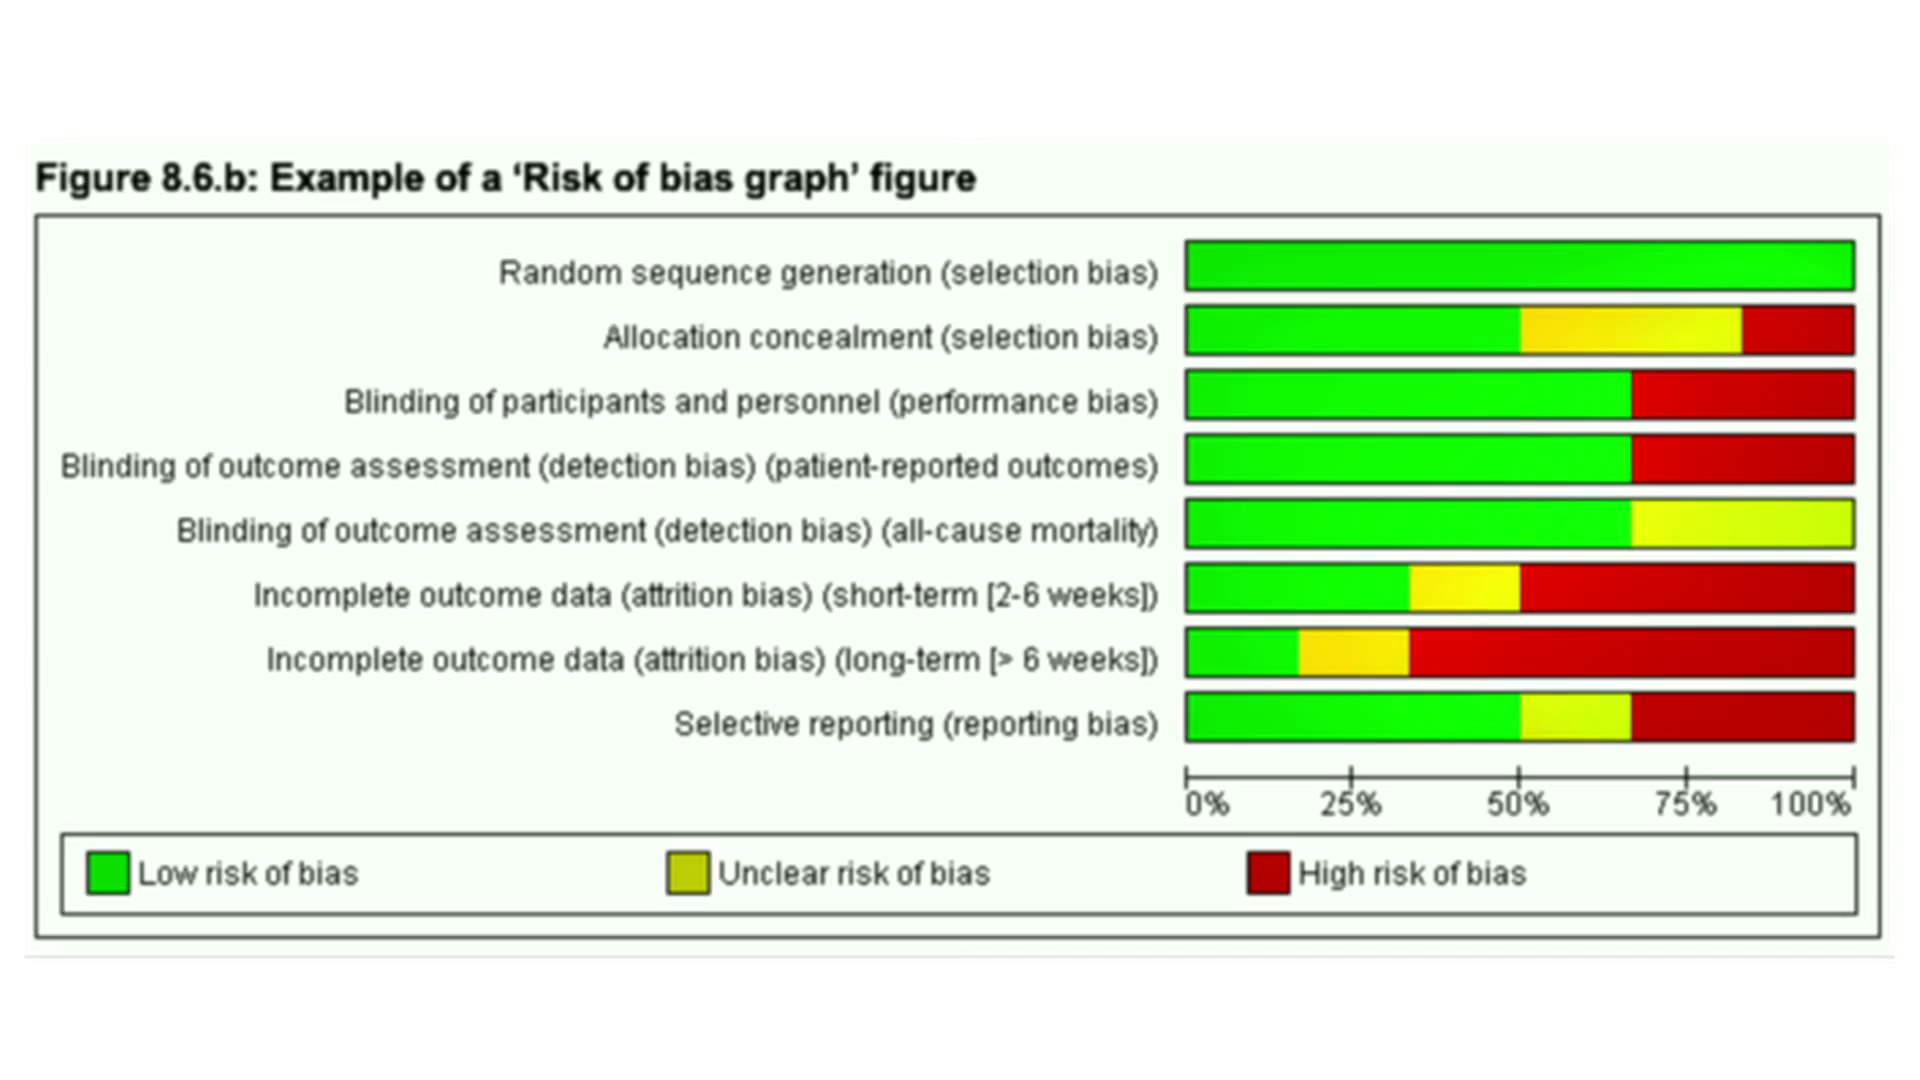 Figure 8.6.b: Example of a ‘Risk of bias graph’ figure
Random sequence generation (selection bias)
Allocation concealment (selection bias)
Blinding of participants and personnel (performance bias)
Blinding of outcome assessment (detection bias) (patient-reported outcomes)
Blinding of outcome assessment (detection bias) (all-cause mortality)
Incomplete outcome data (attrition bias) (short-term [2-6 weeks])
Incomplete outcome data (attrition bias) (long-term [> 6 weeks])
Selective reporting (reporting bias)
0% 25% 50% 75% 100%
Low risk of bias Unclear risk of bias High risk of bias